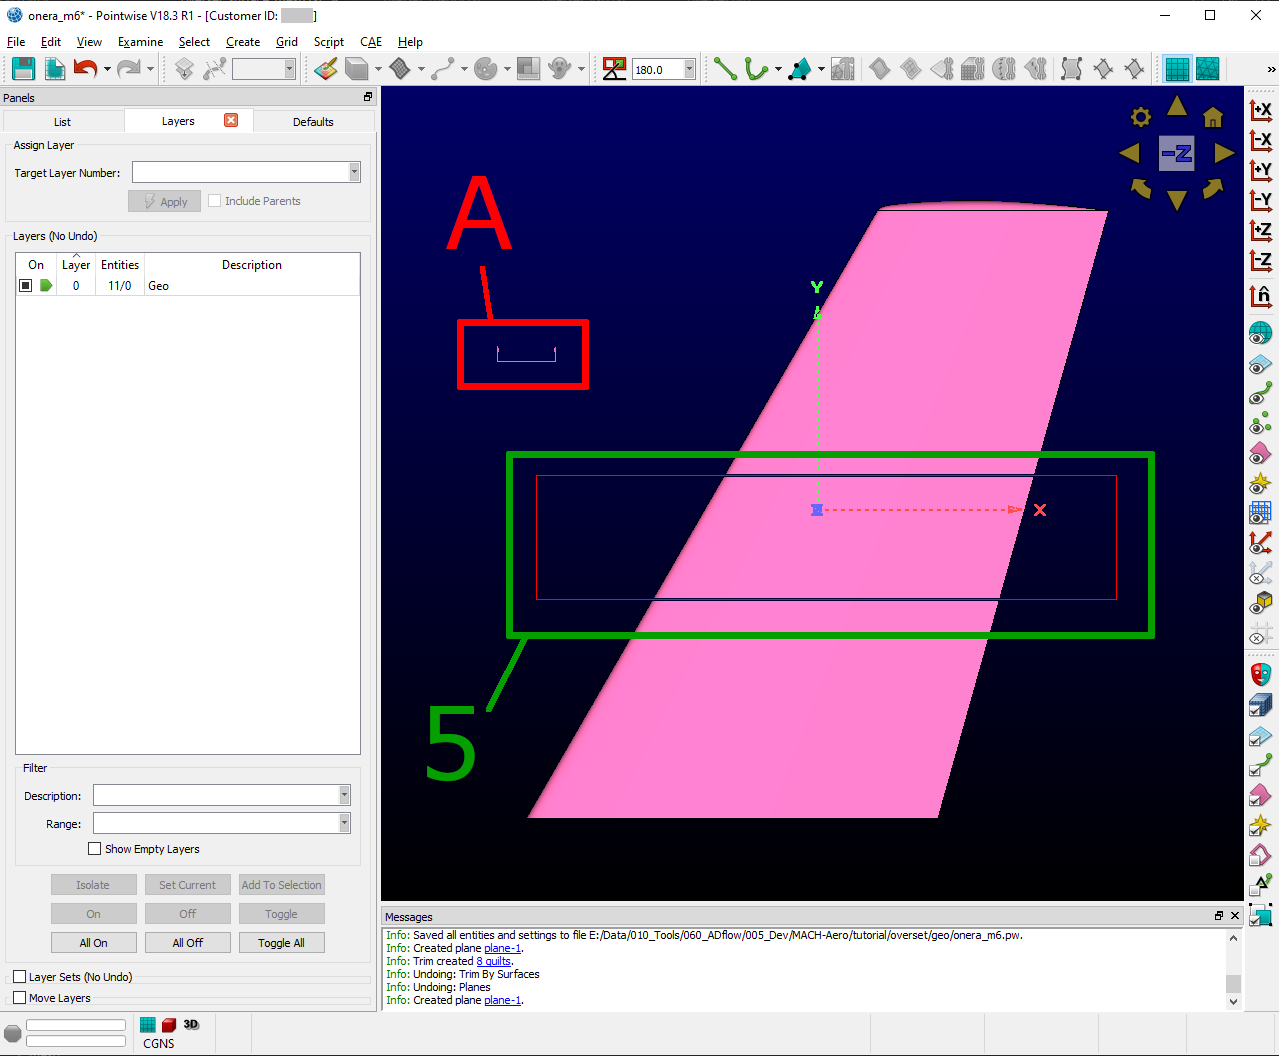 onera_m6* - Pointwise V18.3 R1 - [Customer ID: ]
File Edit View Examine Select Create Grid Script CAE Help
180.0
»
Panels
List Layers Defaults
Assign Layer
Target Layer Number:
Apply Include Parents
Layers (No Undo)
On Layer Entities Description
0 11/0 Geo
Filter
Description:
Range:
Show Empty Layers
Isolate Set Current Add To Selection
On Off Toggle
All On All Off Toggle All
Layer Sets (No Undo)
Move Layers
CGNS
3D
A
5
Y
X
-Z
+X
-X
+Y
-Y
+Z
-Z
n̂
Messages
Info: Saved all entities and settings to file E:/Data/010_Tools/060_ADflow/005_Dev/MACH-Aero/tutorial/overset/geo/onera_m6.pw.
Info: Created plane plane-1.
Info: Trim created 8 quilts.
Info: Undoing: Trim By Surfaces
Info: Undoing: Planes
Info: Created plane plane-1.